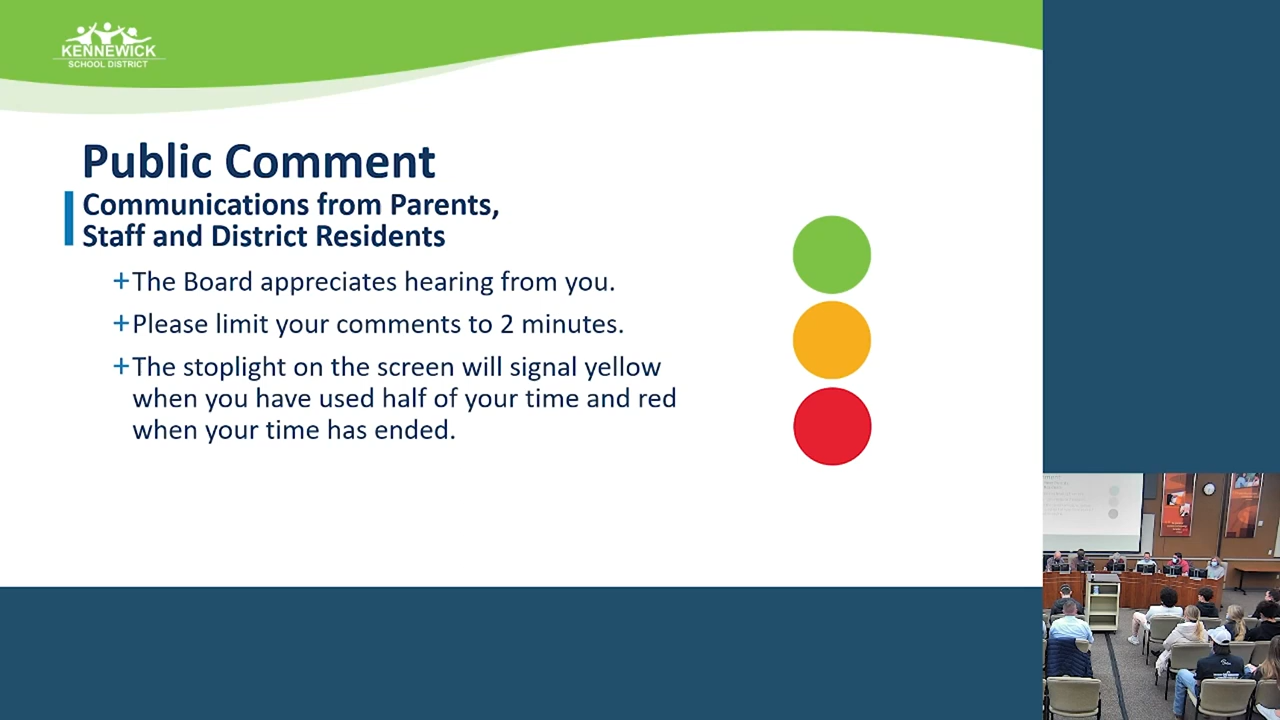 KENNEWICK
SCHOOL DISTRICT
Public Comment
Communications from Parents,
Staff and District Residents
+The Board appreciates hearing from you.
+Please limit your comments to 2 minutes.
+The stoplight on the screen will signal yellow
when you have used half of your time and red
when your time has ended.